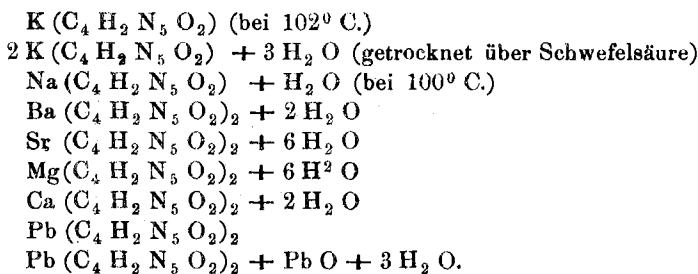 K (C₄ H₂ N₅ O₂) (bei 102⁰ C.)
2 K (C₄ H₂ N₅ O₂) + 3 H₂ O (getrocknet über Schwefelsäure)
Na (C₄ H₂ N₅ O₂) + H₂ O (bei 100⁰ C.)
Ba (C₄ H₂ N₅ O₂)₂ + 2 H₂ O
Sr (C₄ H₂ N₅ O₂)₂ + 6 H₂ O
Mg (C₄ H₂ N₅ O₂)₂ + 6 H² O
Ca (C₄ H₂ N₅ O₂)₂ + 2 H₂ O
Pb (C₄ H₂ N₅ O₂)₂
Pb (C₄ H₂ N₅ O₂)₂ + Pb O + 3 H₂ O.